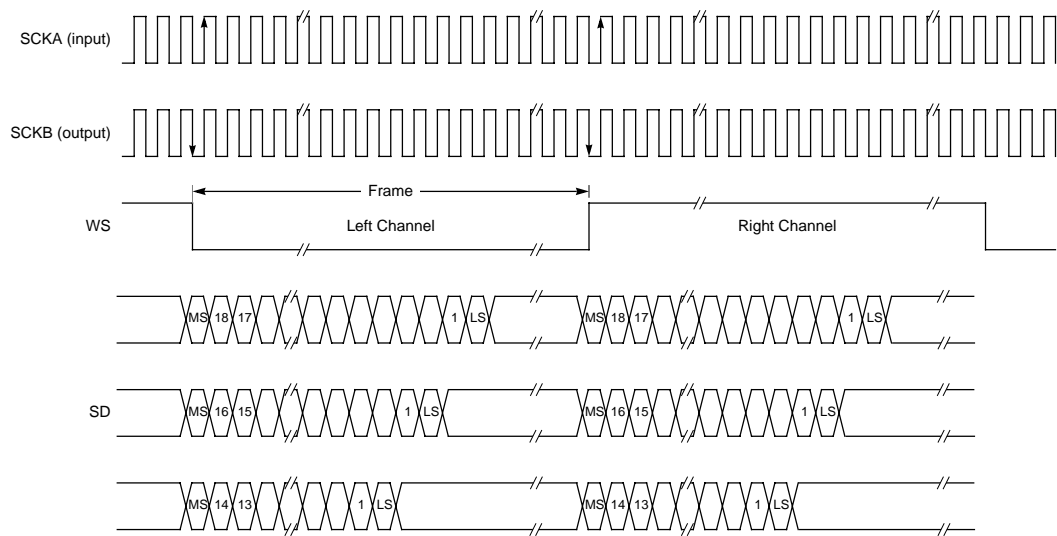 SCKA (input)
SCKB (output)
Frame
WS
Left Channel
Right Channel
MS 18 17 1 LS MS 18 17 1 LS
SD
MS 16 15 1 LS MS 16 15 1 LS
MS 14 13 1 LS MS 14 13 1 LS